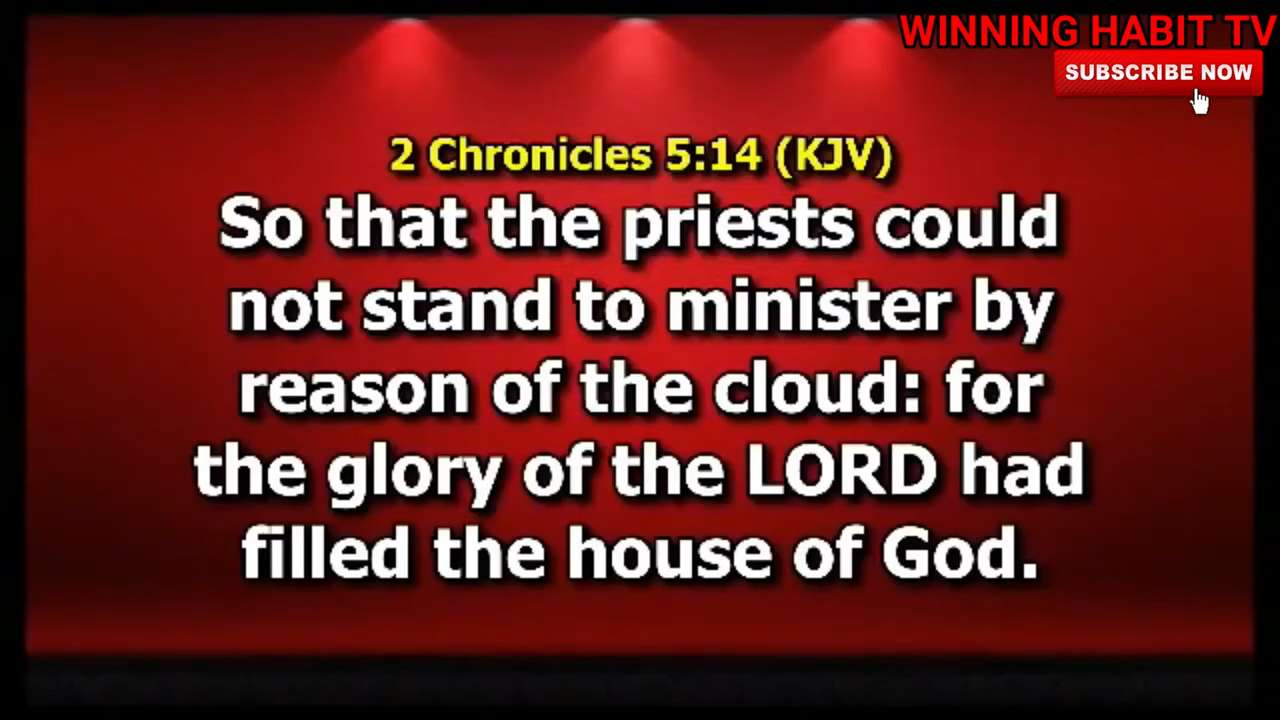 WINNING HABIT TV
SUBSCRIBE NOW
2 Chronicles 5:14 (KJV)
So that the priests could
not stand to minister by
reason of the cloud: for
the glory of the LORD had
filled the house of God.